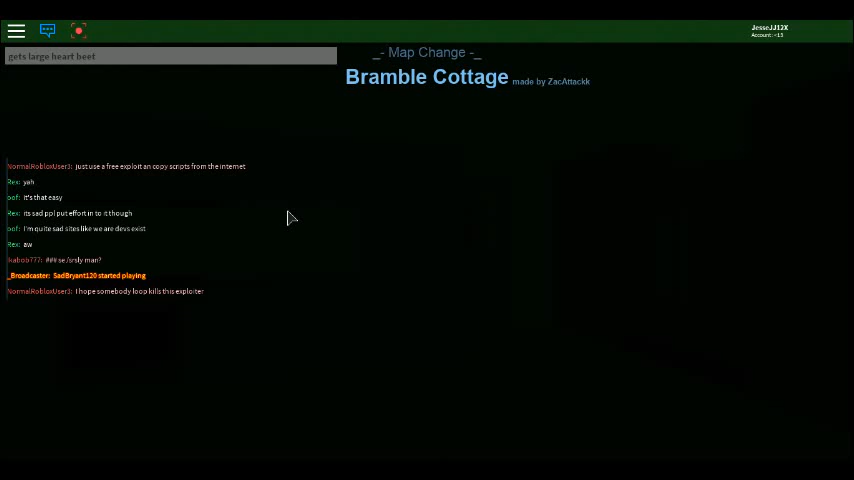 JesseJJ12X
Account: <13
gets large heart beet
_- Map Change -_
Bramble Cottage made by ZacAttackk
NormalRobloxUser3: just use a free exploit an copy scripts from the internet
Rex: yah
oof: it's that easy
Rex: its sad ppl put effort in to it though
oof: I'm quite sad sites like we are devs exist
Rex: aw
kabob777: ### se /srsly man?
_Broadcaster: SadBryant120 started playing
NormalRobloxUser3: I hope somebody loop kills this exploiter